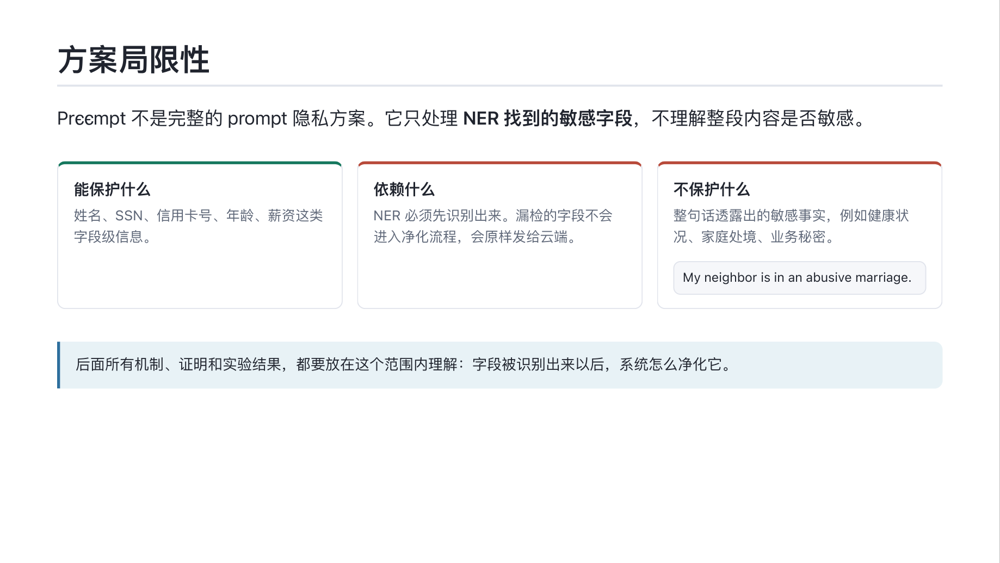 方案局限性
Prϵϵmpt 不是完整的 prompt 隐私方案。它只处理 NER 找到的敏感字段，不理解整段内容是否敏感。
能保护什么
姓名、SSN、信用卡号、年龄、薪资这类
字段级信息。
依赖什么
NER 必须先识别出来。漏检的字段不会
进入净化流程，会原样发给云端。
不保护什么
整句话透露出的敏感事实，例如健康状
况、家庭处境、业务秘密。
My neighbor is in an abusive marriage.
后面所有机制、证明和实验结果，都要放在这个范围内理解：字段被识别出来以后，系统怎么净化它。